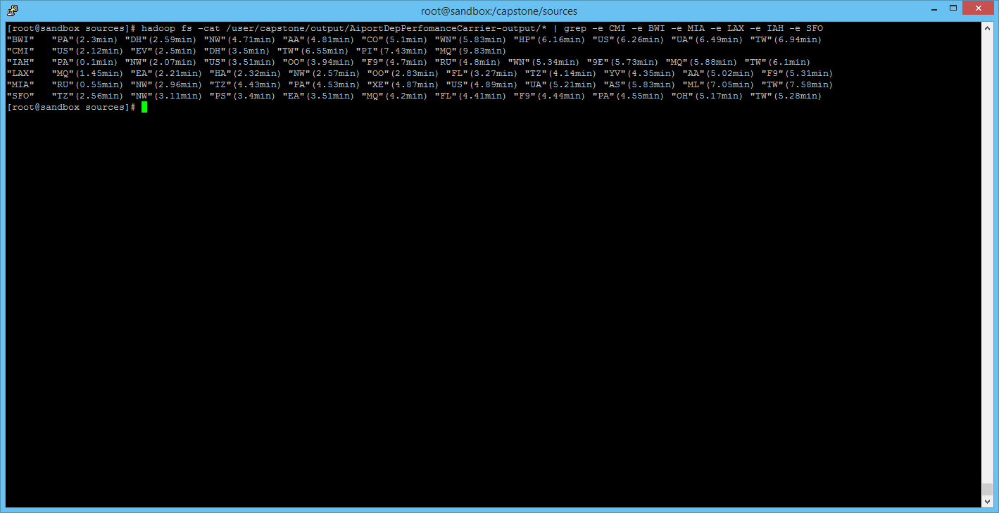 root@sandbox:/capstone/sources
[root@sandbox sources]# hadoop fs -cat /user/capstone/output/AiportDepPerfomanceCarrier-output/* | grep -e CMI -e BWI -e MIA -e LAX -e IAH -e SFO
"BWI"   "PA"(2.3min) "DH"(2.59min) "NW"(4.71min) "AA"(4.81min) "CO"(5.1min) "WN"(5.83min) "HP"(6.16min) "US"(6.26min) "UA"(6.49min) "TW"(6.94min)
"CMI"   "US"(2.12min) "EV"(2.5min) "DH"(3.5min) "TW"(6.55min) "PI"(7.43min) "MQ"(9.83min)
"IAH"   "PA"(0.1min) "NW"(2.07min) "US"(3.51min) "OO"(3.94min) "F9"(4.7min) "RU"(4.8min) "WN"(5.34min) "9E"(5.73min) "MQ"(5.88min) "TW"(6.1min)
"LAX"   "MQ"(1.45min) "EA"(2.21min) "HA"(2.32min) "NW"(2.57min) "OO"(2.83min) "FL"(3.27min) "TZ"(4.14min) "YV"(4.35min) "AA"(5.02min) "F9"(5.31min)
"MIA"   "RU"(0.55min) "NW"(2.96min) "TZ"(4.43min) "PA"(4.53min) "XE"(4.87min) "US"(4.89min) "UA"(5.21min) "AS"(5.83min) "ML"(7.05min) "TW"(7.58min)
"SFO"   "TZ"(2.56min) "NW"(3.11min) "PS"(3.4min) "EA"(3.51min) "MQ"(4.2min) "FL"(4.41min) "F9"(4.44min) "PA"(4.55min) "OH"(5.17min) "TW"(5.28min)
[root@sandbox sources]#